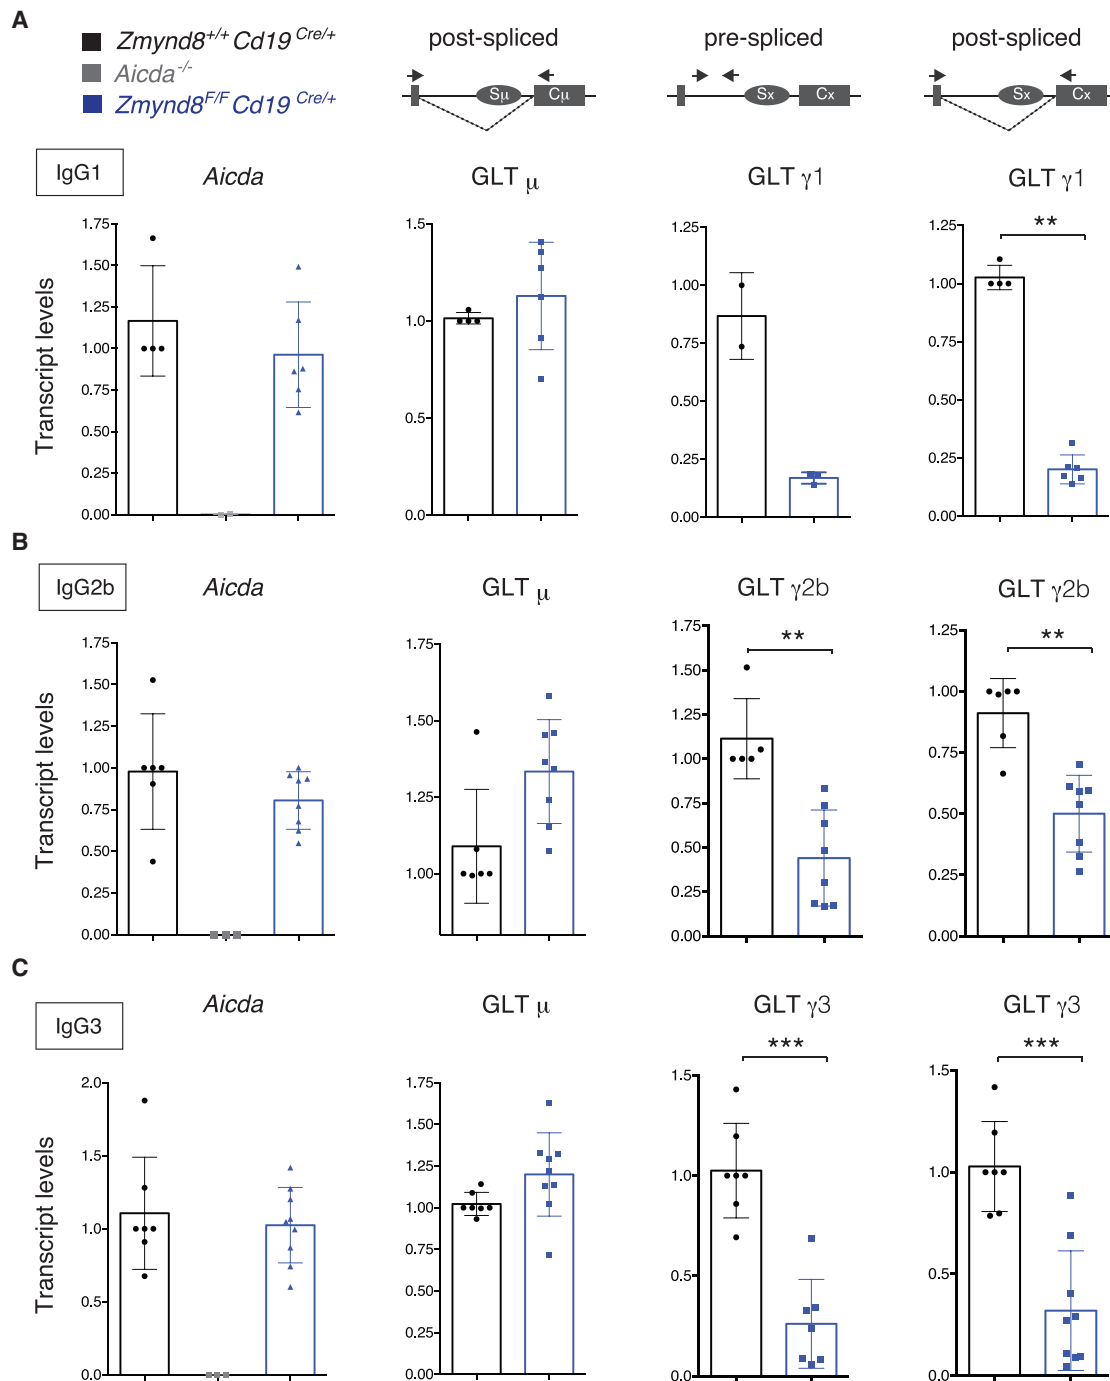 A
Zmynd8+/+ Cd19 Cre/+
Aicda-/-
Zmynd8F/F Cd19 Cre/+
post-spliced
pre-spliced
post-spliced
Sμ Cμ
Sx Cx
Sx Cx
IgG1
Aicda
GLT μ
GLT γ1
GLT γ1
Transcript levels
1.75
1.50
1.25
1.00
0.75
0.50
0.25
0.00
1.5
1.0
0.5
0.0
1.25
1.00
0.75
0.50
0.25
0.00
**
1.25
1.00
0.75
0.50
0.25
0.00
B
IgG2b
Aicda
GLT μ
GLT γ2b
GLT γ2b
Transcript levels
1.75
1.50
1.25
1.00
0.75
0.50
0.25
0.00
1.75
1.50
1.25
1.00
**
1.75
1.50
1.25
1.00
0.75
0.50
0.25
0.00
**
1.25
1.00
0.75
0.50
0.25
0.00
C
IgG3
Aicda
GLT μ
GLT γ3
GLT γ3
Transcript levels
2.0
1.5
1.0
0.5
0.0
1.75
1.50
1.25
1.00
0.75
0.50
0.25
0.00
***
1.5
1.0
0.5
0.0
***
1.5
1.0
0.5
0.0